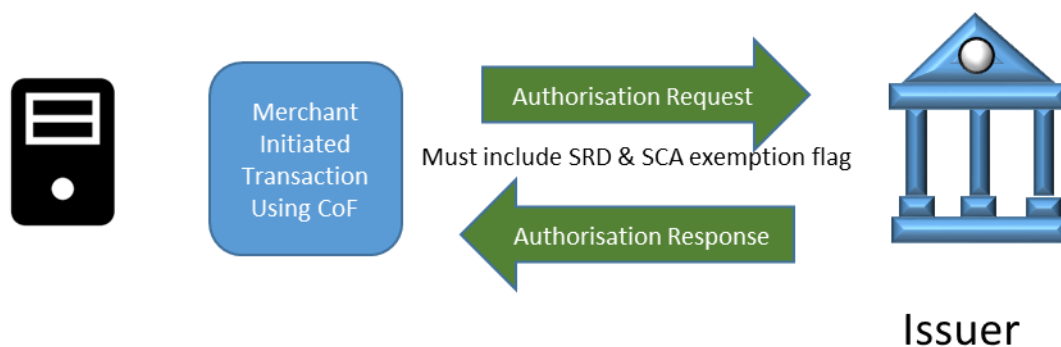 Merchant
Initiated
Transaction
Using CoF
Authorisation Request
Must include SRD & SCA exemption flag
Authorisation Response
Issuer